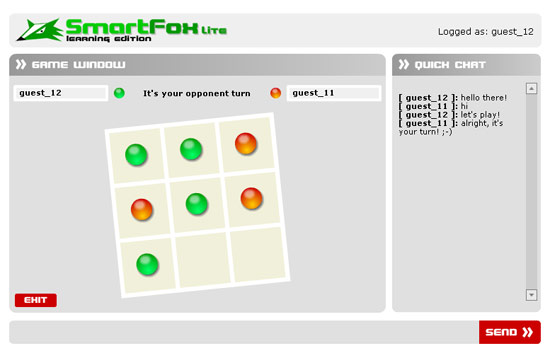 SmartFox Lite
learning edition
Logged as: guest_12
GAME WINDOW
QUICK CHAT
guest_12
It's your opponent turn
guest_11
[ guest_12 ]: hello there!
[ guest_11 ]: hi
[ guest_12 ]: let's play!
[ guest_11 ]: alright, it's
your turn! ;-)
EXIT
SEND